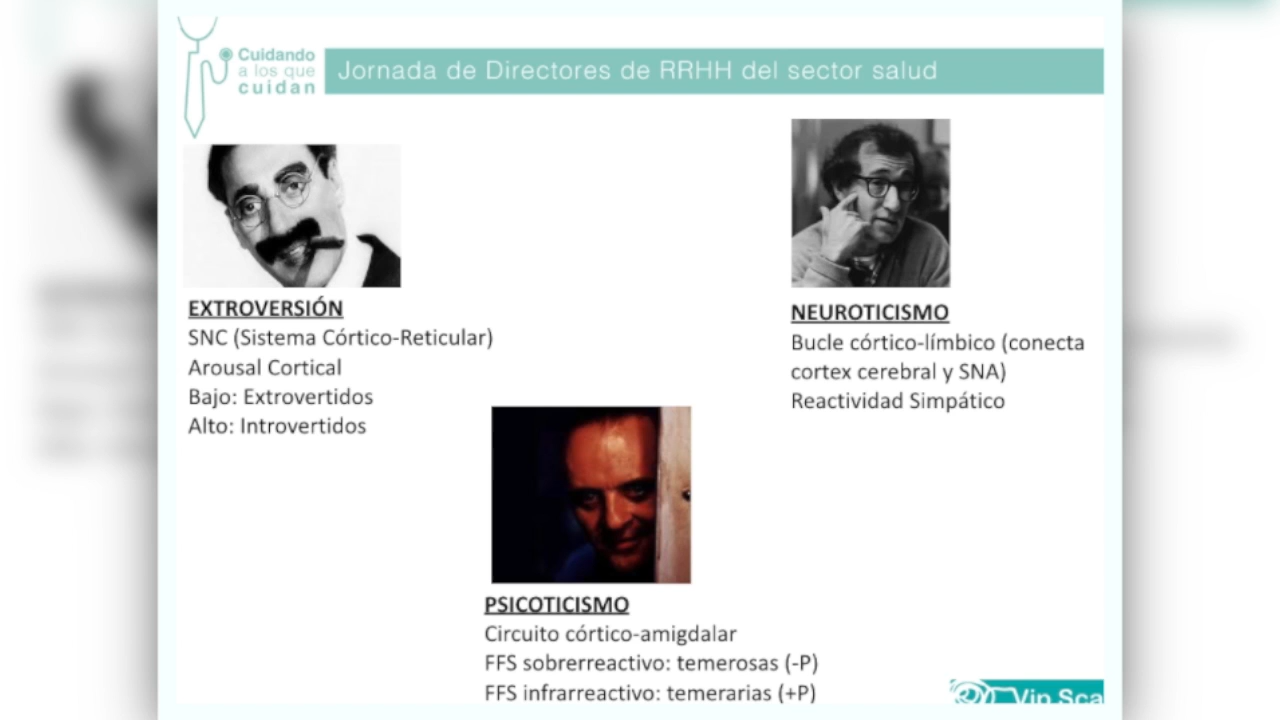 Cuidando
a los que
cuidan
Jornada de Directores de RRHH del sector salud
EXTROVERSIÓN
SNC (Sistema Córtico-Reticular)
Arousal Cortical
Bajo: Extrovertidos
Alto: Introvertidos
NEUROTICISMO
Bucle córtico-límbico (conecta
cortex cerebral y SNA)
Reactividad Simpático
PSICOTICISMO
Circuito córtico-amigdalar
FFS sobrerreactivo: temerosas (-P)
FFS infrarreactivo: temerarias (+P)
Vip Sca